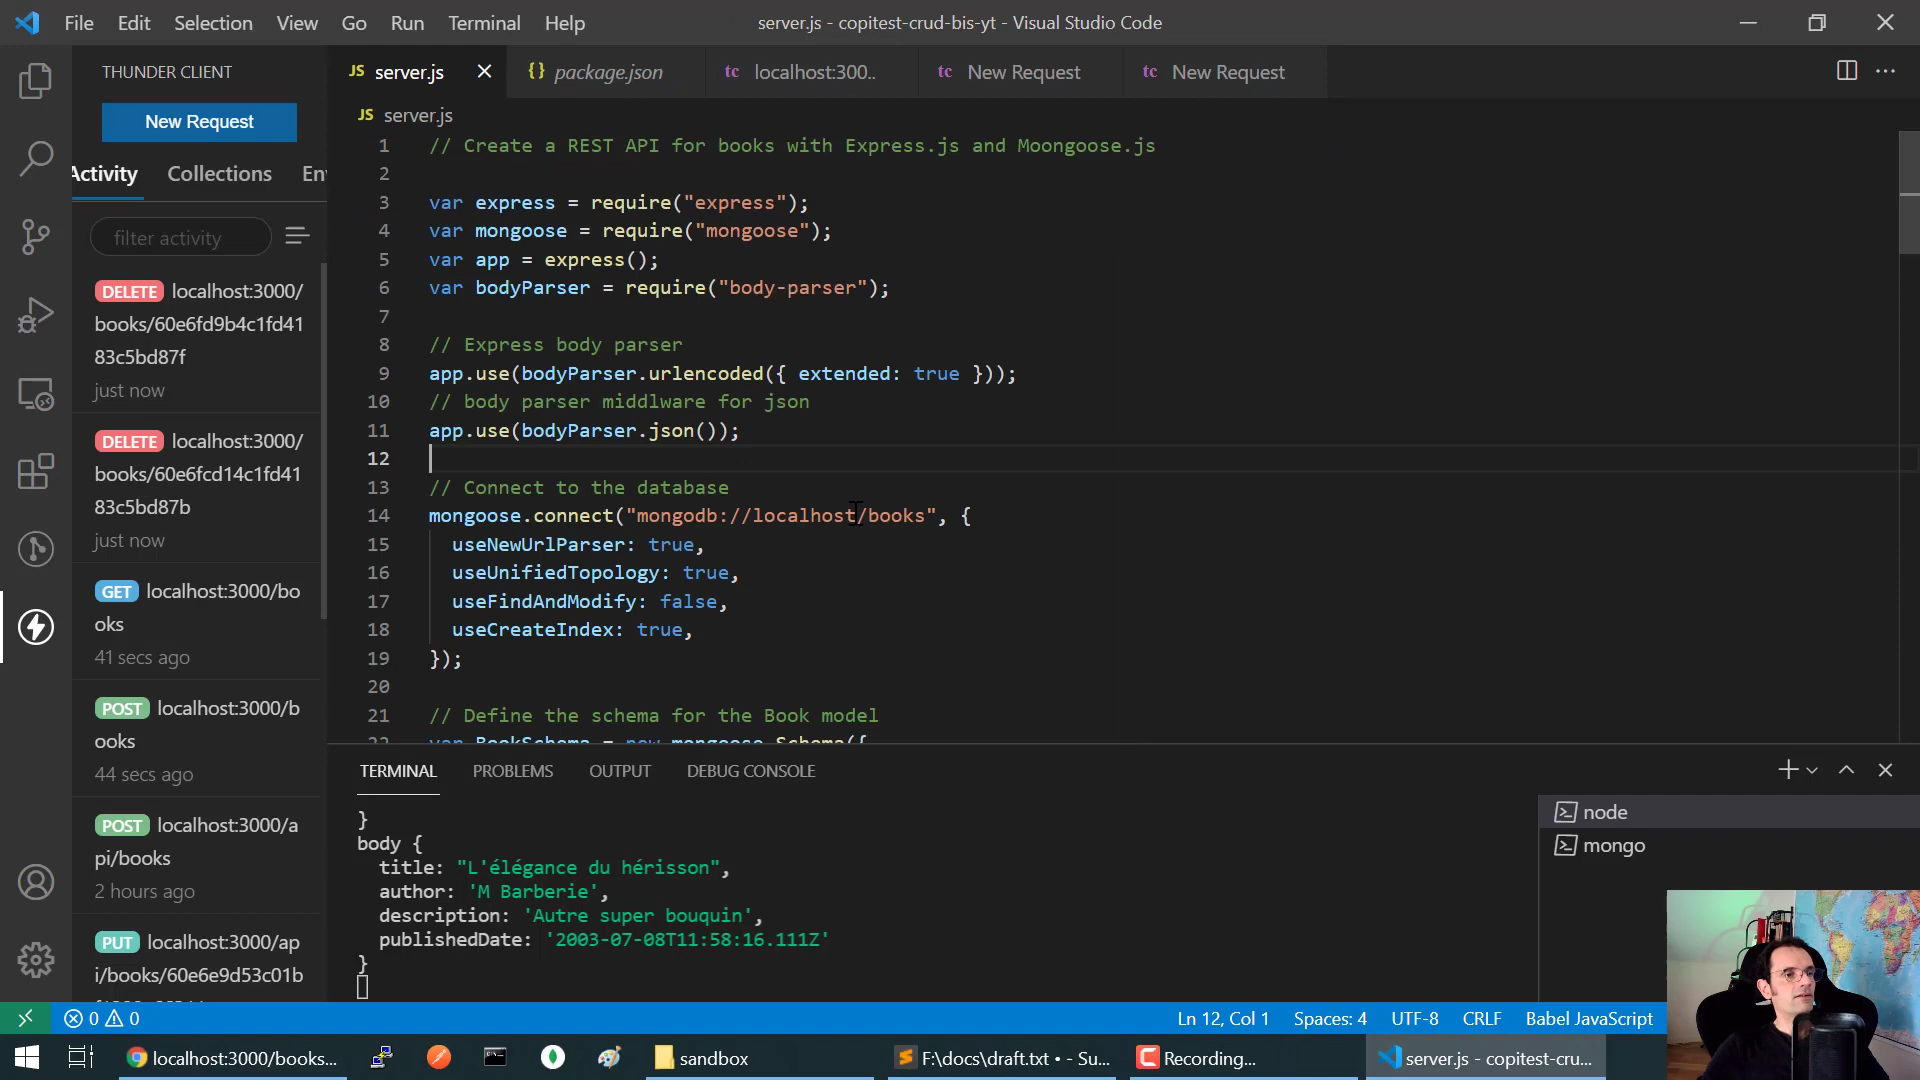 File Edit Selection View Go Run Terminal Help
server.js - copitest-crud-bis-yt - Visual Studio Code
THUNDER CLIENT
New Request
Activity Collections
filter activity
DELETE localhost:3000/
books/60e6fd9b4c1fd41
83c5bd87f
just now
DELETE localhost:3000/
books/60e6fcd14c1fd41
83c5bd87b
just now
GET localhost:3000/bo
oks
41 secs ago
POST localhost:3000/b
ooks
44 secs ago
POST localhost:3000/a
pi/books
2 hours ago
PUT localhost:3000/ap
i/books/60e6e9d53c01b
JS server.js
{} package.json
tc localhost:300..
tc New Request
tc New Request
JS server.js
1 // Create a REST API for books with Express.js and Moongoose.js
2
3 var express = require("express");
4 var mongoose = require("mongoose");
5 var app = express();
6 var bodyParser = require("body-parser");
7
8 // Express body parser
9 app.use(bodyParser.urlencoded({ extended: true }));
10 // body parser middlware for json
11 app.use(bodyParser.json());
12
13 // Connect to the database
14 mongoose.connect("mongodb://localhost/books", {
15 useNewUrlParser: true,
16 useUnifiedTopology: true,
17 useFindAndModify: false,
18 useCreateIndex: true,
19 });
20
21 // Define the schema for the Book model
22 var BookSchema = new mongoose.Schema({
TERMINAL PROBLEMS OUTPUT DEBUG CONSOLE
}
body {
title: "L'élégance du hérisson",
author: 'M Barberie',
description: 'Autre super bouquin',
publishedDate: '2003-07-08T11:58:16.111Z'
}
node
mongo
0 0
Ln 12, Col 1 Spaces: 4 UTF-8 CRLF Babel JavaScript
localhost:3000/books...
sandbox
F:\docs\draft.txt • - Su...
Recording...
server.js - copitest-cru...